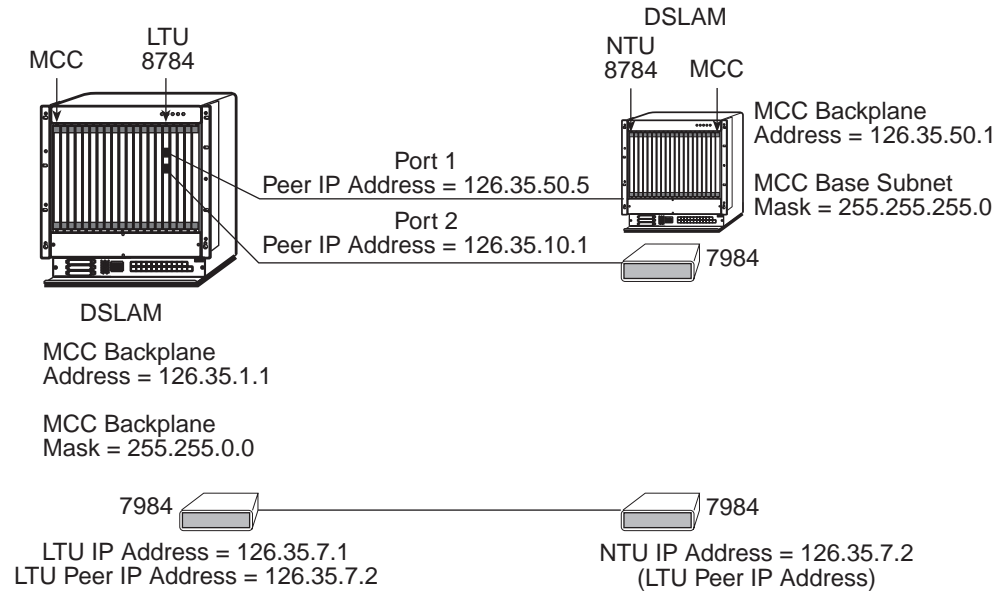 MCC
LTU
8784
DSLAM
NTU
8784
MCC
MCC Backplane
Address = 126.35.50.1
MCC Base Subnet
Mask = 255.255.255.0
Port 1
Peer IP Address = 126.35.50.5
Port 2
Peer IP Address = 126.35.10.1
7984
DSLAM
MCC Backplane
Address = 126.35.1.1
MCC Backplane
Mask = 255.255.0.0
7984
LTU IP Address = 126.35.7.1
LTU Peer IP Address = 126.35.7.2
7984
NTU IP Address = 126.35.7.2
(LTU Peer IP Address)